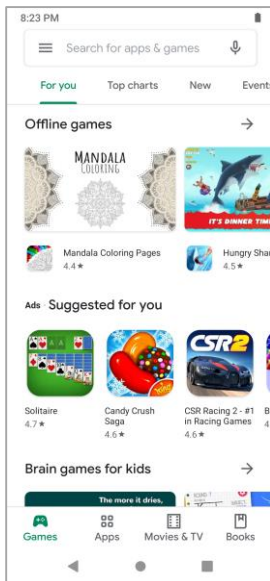 8:23 PM
Search for apps & games
For you Top charts New Events
Offline games
MANDALA
COLORING
IT'S DINNER TIME
Mandala Coloring Pages
4.4★
Hungry Shar
4.5★
Ads · Suggested for you
CSR2
Solitaire
4.7★
Candy Crush
Saga
4.6★
CSR Racing 2 - #1
in Racing Games
4.6★
B
4.
Brain games for kids
The more it dries,
Games Apps Movies & TV Books